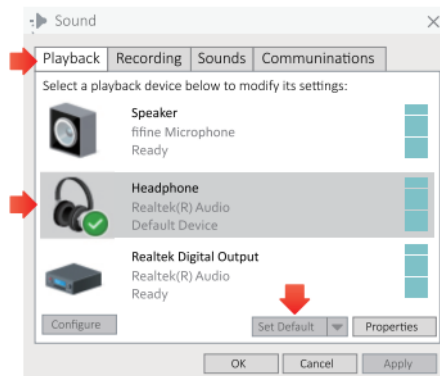 Sound
Playback Recording Sounds Communinations
Select a playback device below to modify its settings:
Speaker
fifine Microphone
Ready
Headphone
Realtek(R) Audio
Default Device
Realtek Digital Output
Realtek(R) Audio
Ready
Configure Set Default Properties
OK Cancel Apply